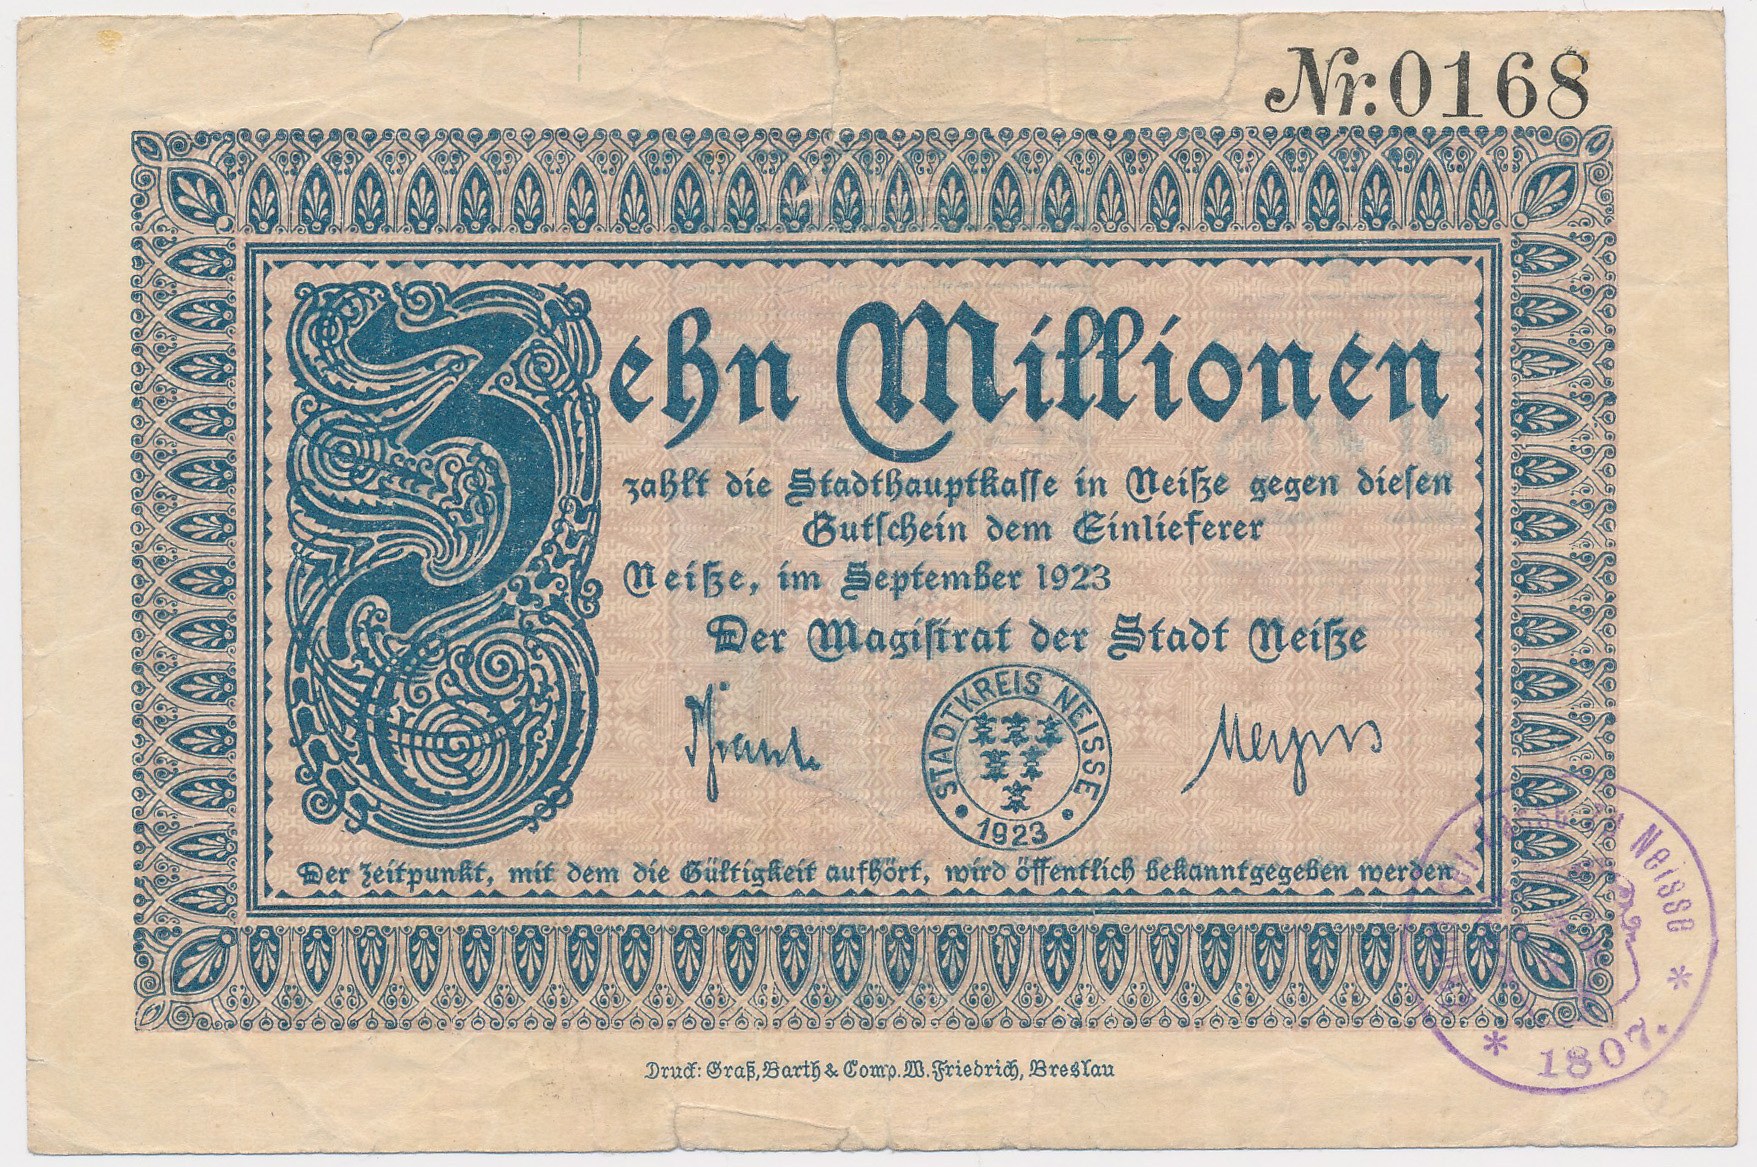 Nr. 0168
Zehn Millionen
zahlt die Stadthauptkasse in Neiße gegen diesen
Gutschein dem Einlieferer
Neiße, im September 1923
Der Magistrat der Stadt Neiße
STADTKREIS NEISSE
1923
Der Zeitpunkt, mit dem die Gültigkeit aufhört, wird öffentlich bekanntgegeben werden
Neisse
* 1807. *
Druck: Graß, Barth & Comp. W. Friedrich, Breslau